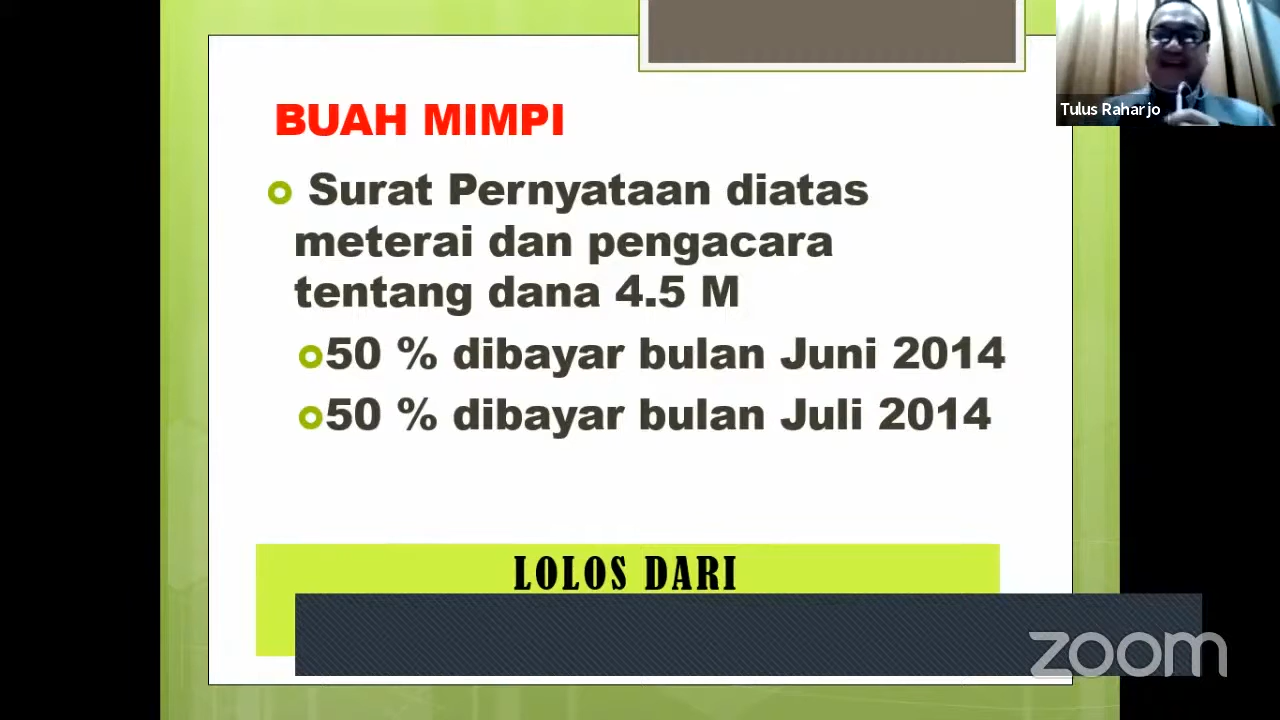 BUAH MIMPI
Surat Pernyataan diatas
meterai dan pengacara
tentang dana 4.5 M
50 % dibayar bulan Juni 2014
50 % dibayar bulan Juli 2014
LOLOS DARI
Tulus Raharjo
zoom